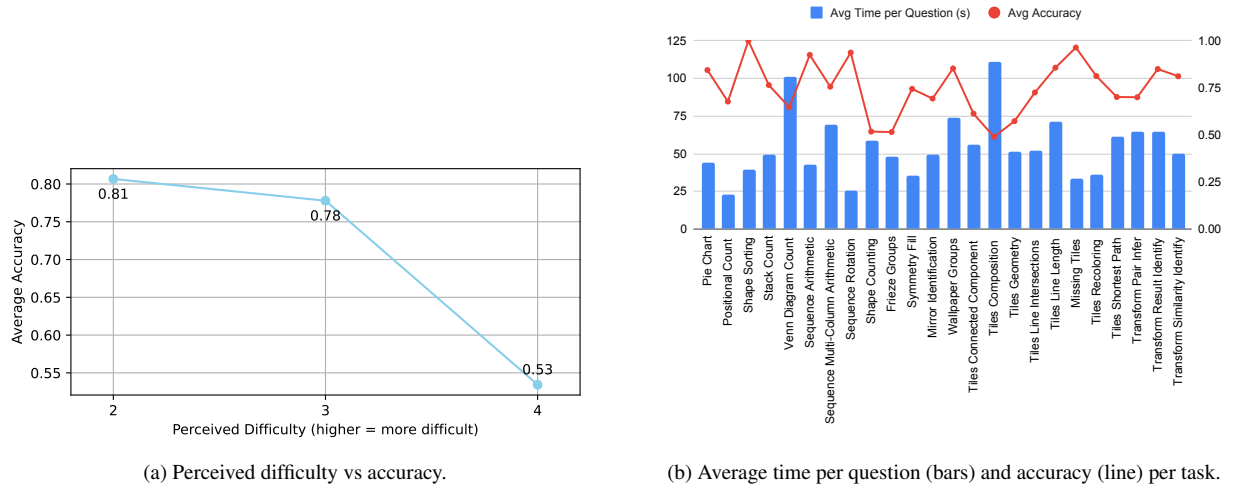 0.80
0.75
0.70
0.65
0.60
0.55
Average Accuracy
0.81
0.78
0.53
2 3 4
Perceived Difficulty (higher = more difficult)
(a) Perceived difficulty vs accuracy.
Avg Time per Question (s) Avg Accuracy
125
100
75
50
25
0
1.00
0.75
0.50
0.25
0.00
Pie Chart
Positional Count
Shape Sorting
Stack Count
Venn Diagram Count
Sequence Arithmetic
Sequence Multi-Column Arithmetic
Sequence Rotation
Shape Counting
Frieze Groups
Symmetry Fill
Mirror Identification
Wallpaper Groups
Tiles Connected Component
Tiles Composition
Tiles Geometry
Tiles Line Intersections
Tiles Line Length
Missing Tiles
Tiles Recoloring
Tiles Shortest Path
Transform Pair Infer
Transform Result Identify
Transform Similarity Identify
(b) Average time per question (bars) and accuracy (line) per task.